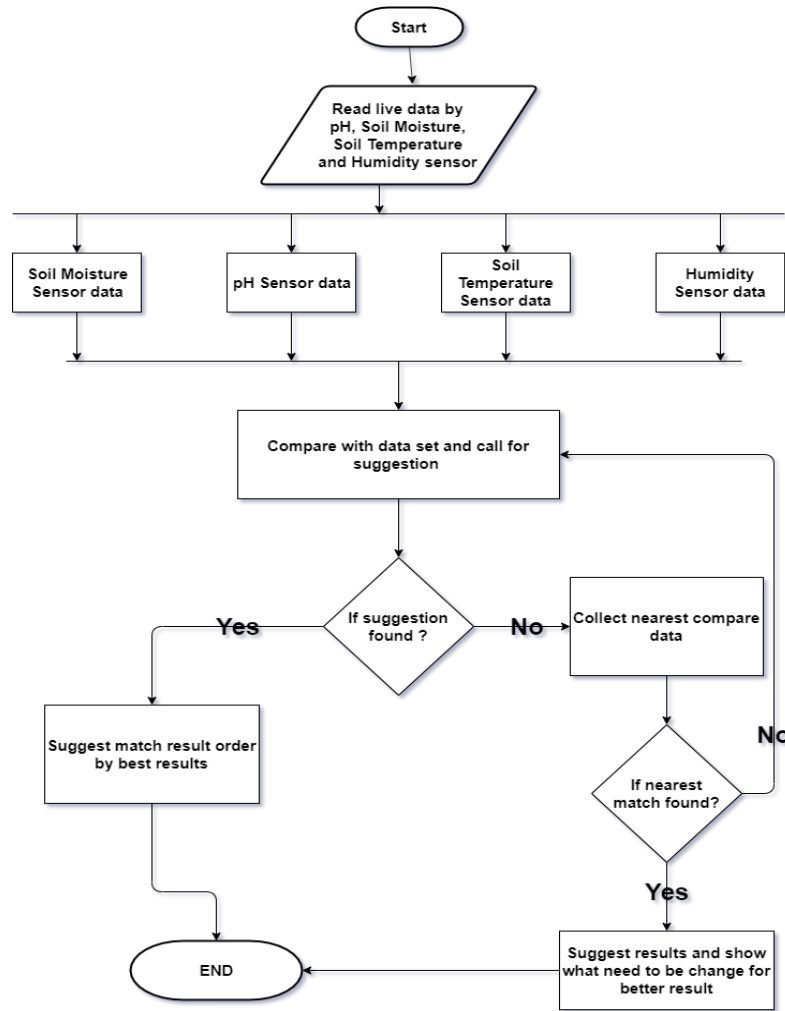 Start
Read live data by
pH, Soil Moisture,
Soil Temperature
and Humidity sensor
Soil Moisture
Sensor data
pH Sensor data
Soil
Temperature
Sensor data
Humidity
Sensor data
Compare with data set and call for
suggestion
If suggestion
found ?
Yes
No
Collect nearest compare
data
Suggest match result order
by best results
If nearest
match found?
No
Yes
Suggest results and show
what need to be change for
better result
END